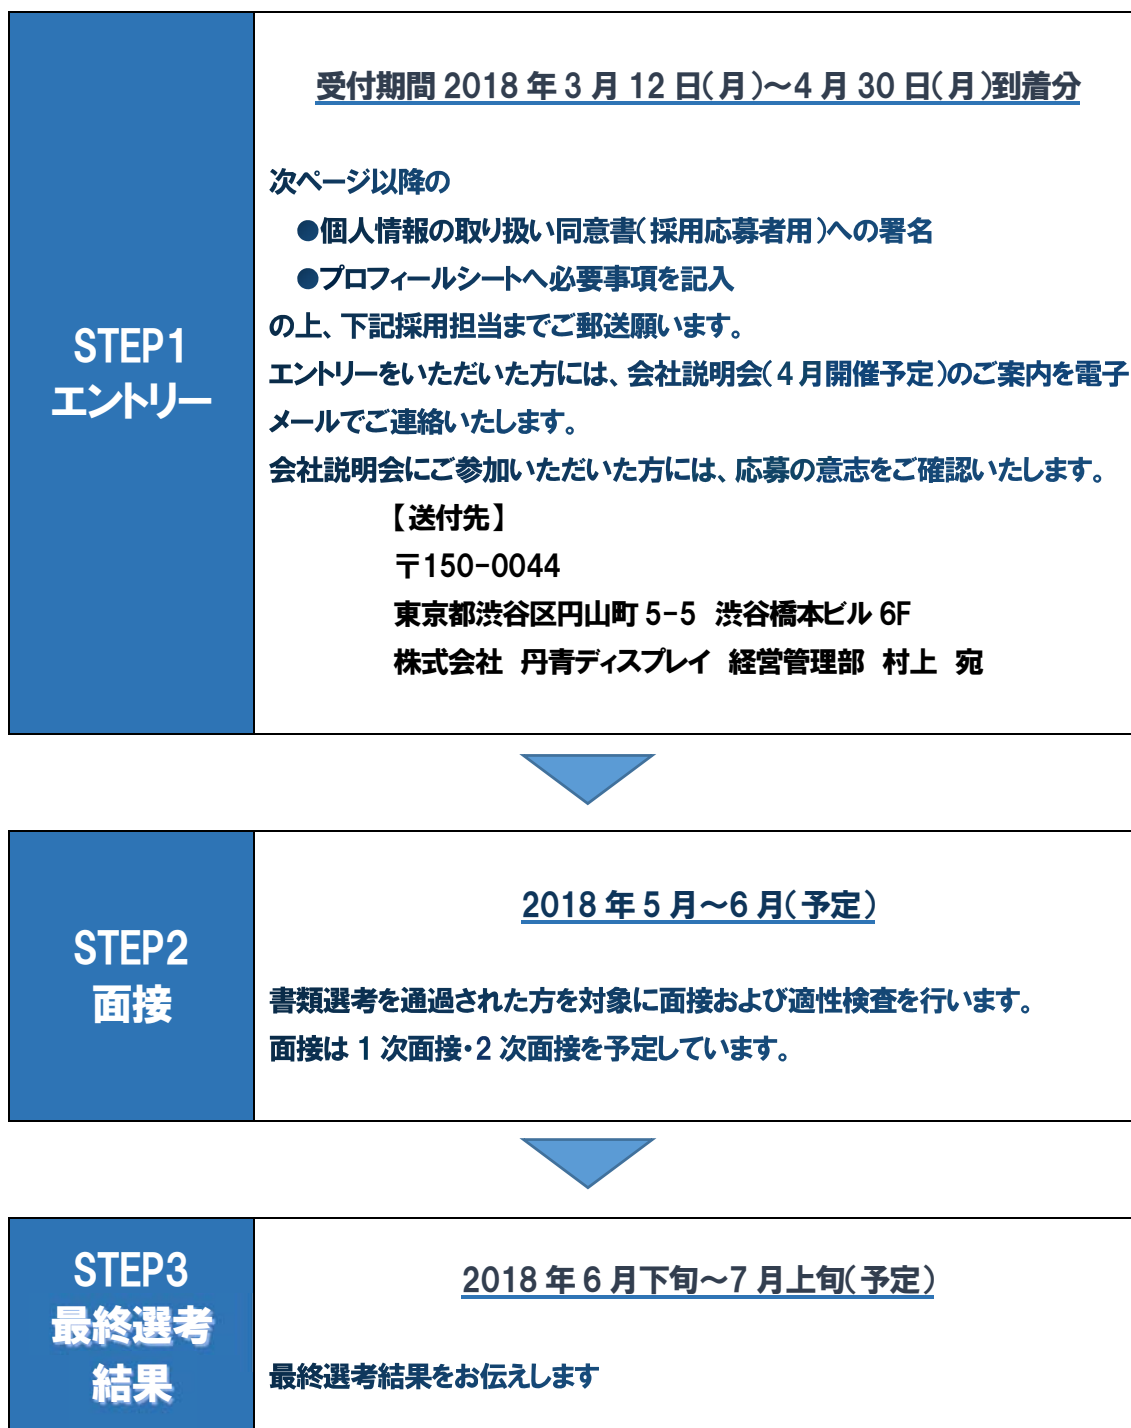 STEP1
エントリー
受付期間 2018 年 3 月 12 日(月)～4 月 30 日(月)到着分
次ページ以降の
●個人情報の取り扱い同意書(採用応募者用)への署名
●プロフィールシートへ必要事項を記入
の上、下記採用担当までご郵送願います。
エントリーをいただいた方には、会社説明会(4月開催予定)のご案内を電子
メールでご連絡いたします。
会社説明会にご参加いただいた方には、応募の意志をご確認いたします。
【送付先】
〒150-0044
東京都渋谷区円山町 5-5 渋谷橋本ビル 6F
株式会社 丹青ディスプレイ 経営管理部 村上 宛
STEP2
面接
2018 年 5 月～6 月(予定)
書類選考を通過された方を対象に面接および適性検査を行います。
面接は 1 次面接・2 次面接を予定しています。
STEP3
最終選考
結果
2018 年 6 月下旬～7 月上旬(予定)
最終選考結果をお伝えします